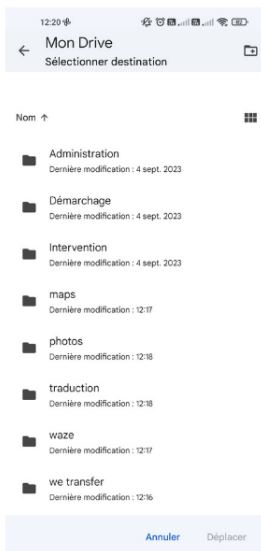 12:20
Mon Drive
Sélectionner destination
Nom ↑
Administration
Dernière modification : 4 sept. 2023
Démarchage
Dernière modification : 4 sept. 2023
Intervention
Dernière modification : 4 sept. 2023
maps
Dernière modification : 12:17
photos
Dernière modification : 12:18
traduction
Dernière modification : 12:18
waze
Dernière modification : 12:17
we transfer
Dernière modification : 12:16
Annuler Déplacer